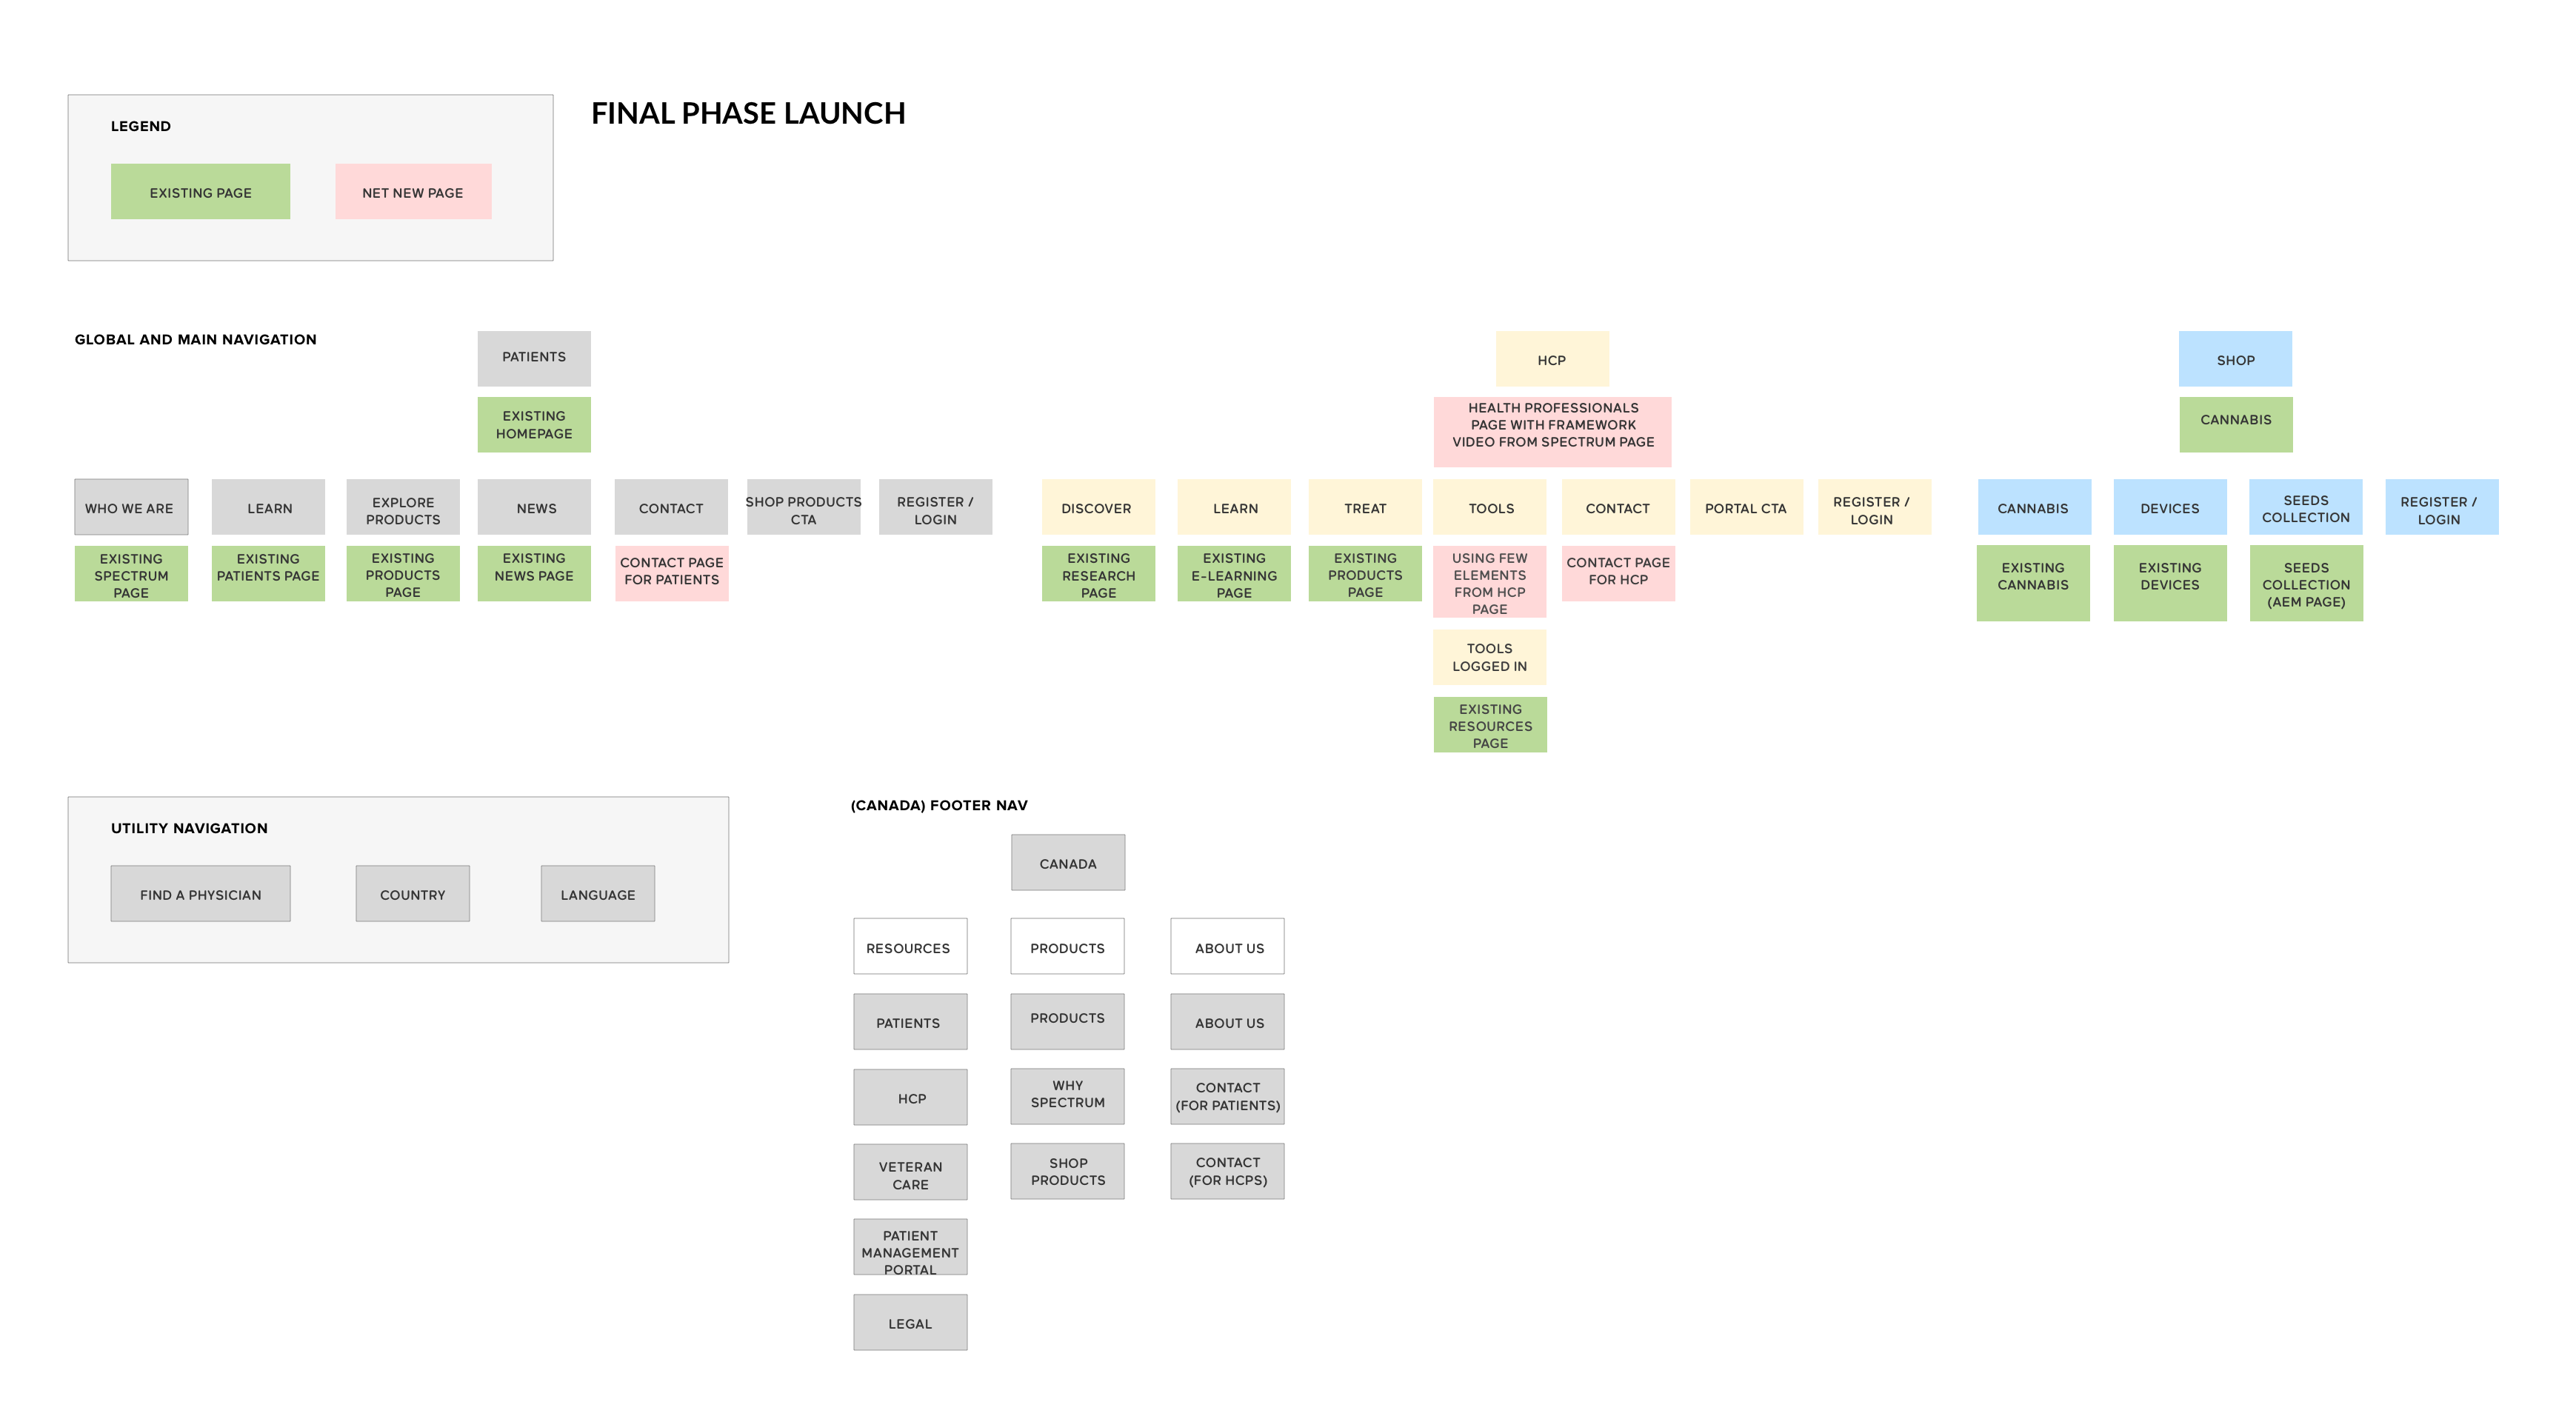 LEGEND
EXISTING PAGE
NET NEW PAGE
FINAL PHASE LAUNCH
GLOBAL AND MAIN NAVIGATION
PATIENTS
EXISTING
HOMEPAGE
WHO WE ARE
EXISTING
SPECTRUM
PAGE
LEARN
EXISTING
PATIENTS PAGE
EXPLORE
PRODUCTS
EXISTING
PRODUCTS
PAGE
NEWS
EXISTING
NEWS PAGE
CONTACT
CONTACT PAGE
FOR PATIENTS
SHOP PRODUCTS
CTA
REGISTER /
LOGIN
HCP
HEALTH PROFESSIONALS
PAGE WITH FRAMEWORK
VIDEO FROM SPECTRUM PAGE
DISCOVER
EXISTING
RESEARCH
PAGE
LEARN
EXISTING
E-LEARNING
PAGE
TREAT
EXISTING
PRODUCTS
PAGE
TOOLS
USING FEW
ELEMENTS
FROM HCP
PAGE
TOOLS
LOGGED IN
EXISTING
RESOURCES
PAGE
CONTACT
CONTACT PAGE
FOR HCP
PORTAL CTA
REGISTER /
LOGIN
SHOP
CANNABIS
CANNABIS
EXISTING
CANNABIS
DEVICES
EXISTING
DEVICES
SEEDS
COLLECTION
SEEDS
COLLECTION
(AEM PAGE)
REGISTER /
LOGIN
UTILITY NAVIGATION
FIND A PHYSICIAN
COUNTRY
LANGUAGE
(CANADA) FOOTER NAV
CANADA
RESOURCES
PATIENTS
HCP
VETERAN
CARE
PATIENT
MANAGEMENT
PORTAL
LEGAL
PRODUCTS
PRODUCTS
WHY
SPECTRUM
SHOP
PRODUCTS
ABOUT US
ABOUT US
CONTACT
(FOR PATIENTS)
CONTACT
(FOR HCPS)